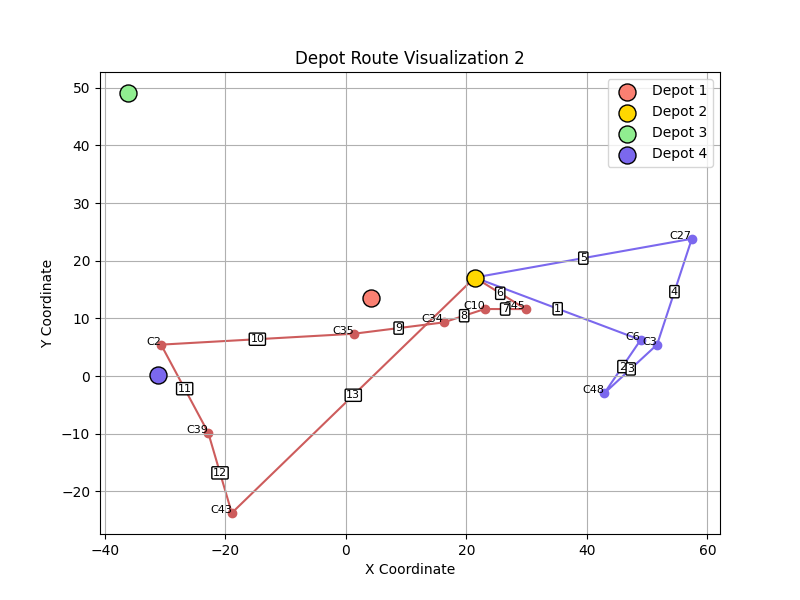 Depot Route Visualization 2
Depot 1
Depot 2
Depot 3
Depot 4
Y Coordinate
50
40
30
20
10
0
−10
−20
−40
−20
0
20
40
60
X Coordinate
C27
5
6
4
C10
7
C45
1
C34
8
9
C35
10
C2
C6
C3
2
3
C48
11
13
C39
12
C43